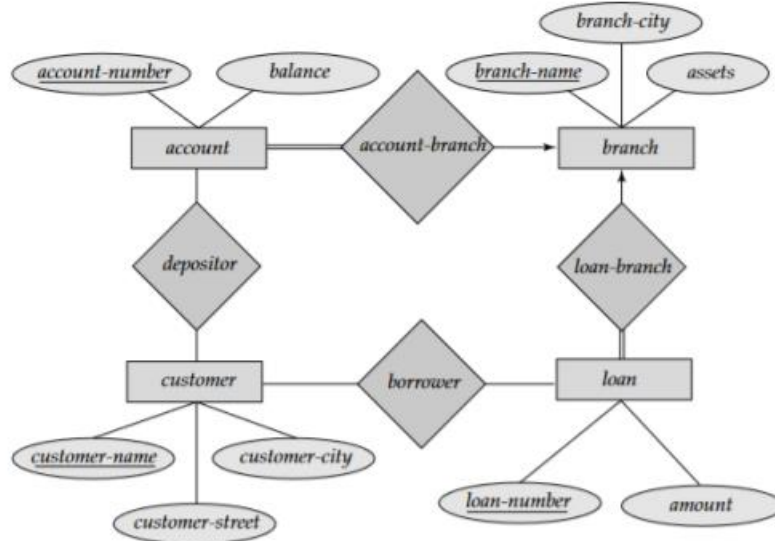 branch-city
account-number
balance
branch-name
assets
account
account-branch
branch
depositor
loan-branch
customer
borrower
loan
customer-name
customer-city
loan-number
amount
customer-street